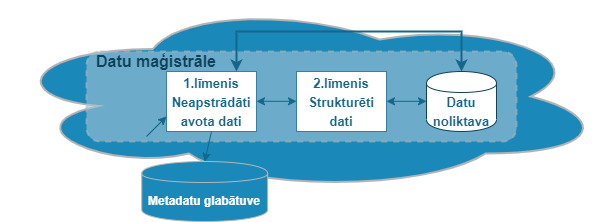 Datu maģistrāle
1.līmenis
Neapstrādāti
avota dati
2.līmenis
Strukturēti
dati
Datu
noliktava
Metadatu glabātuve